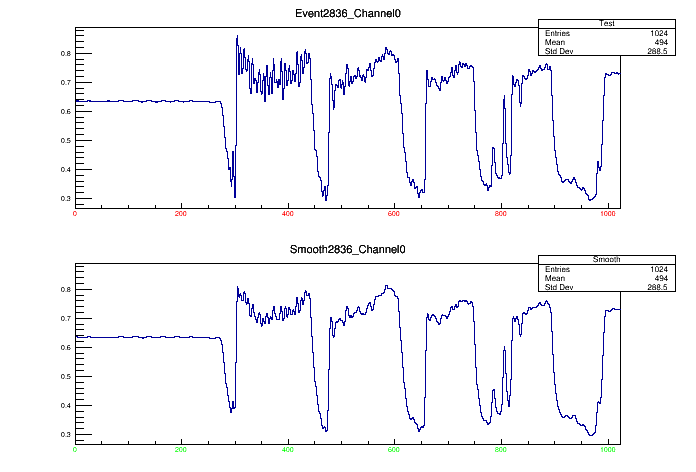 Event2836_Channel0
Test
Entries 1024
Mean 494
Std Dev 288.5
0.8
0.7
0.6
0.5
0.4
0.3
0 200 400 600 800 1000
Smooth2836_Channel0
Smooth
Entries 1024
Mean 494
Std Dev 288.5
0.8
0.7
0.6
0.5
0.4
0.3
0 200 400 600 800 1000